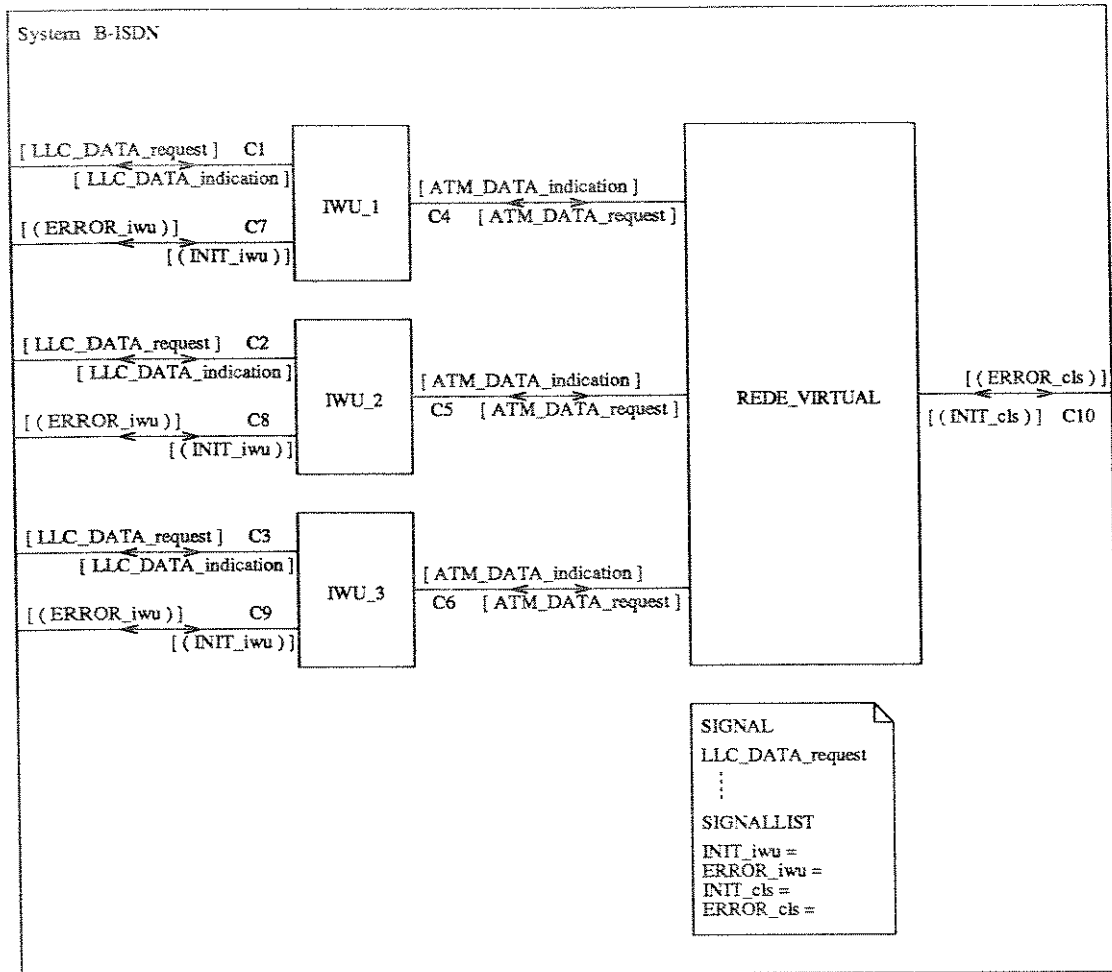 System B-ISDN
[ LLC_DATA_request ] C1
[ LLC_DATA_indication ]
[ ( ERROR_iwu ) ] C7
[ ( INIT_iwu ) ]
IWU_1
[ ATM_DATA_indication ]
C4 [ ATM_DATA_request ]
[ LLC_DATA_request ] C2
[ LLC_DATA_indication ]
[ ( ERROR_iwu ) ] C8
[ ( INIT_iwu ) ]
IWU_2
[ ATM_DATA_indication ]
C5 [ ATM_DATA_request ]
REDE_VIRTUAL
[ ( ERROR_cls ) ]
[ ( INIT_cls ) ] C10
[ LLC_DATA_request ] C3
[ LLC_DATA_indication ]
[ ( ERROR_iwu ) ] C9
[ ( INIT_iwu ) ]
IWU_3
[ ATM_DATA_indication ]
C6 [ ATM_DATA_request ]
SIGNAL
LLC_DATA_request
SIGNALLIST
INIT_iwu =
ERROR_iwu =
INIT_cls =
ERROR_cls =